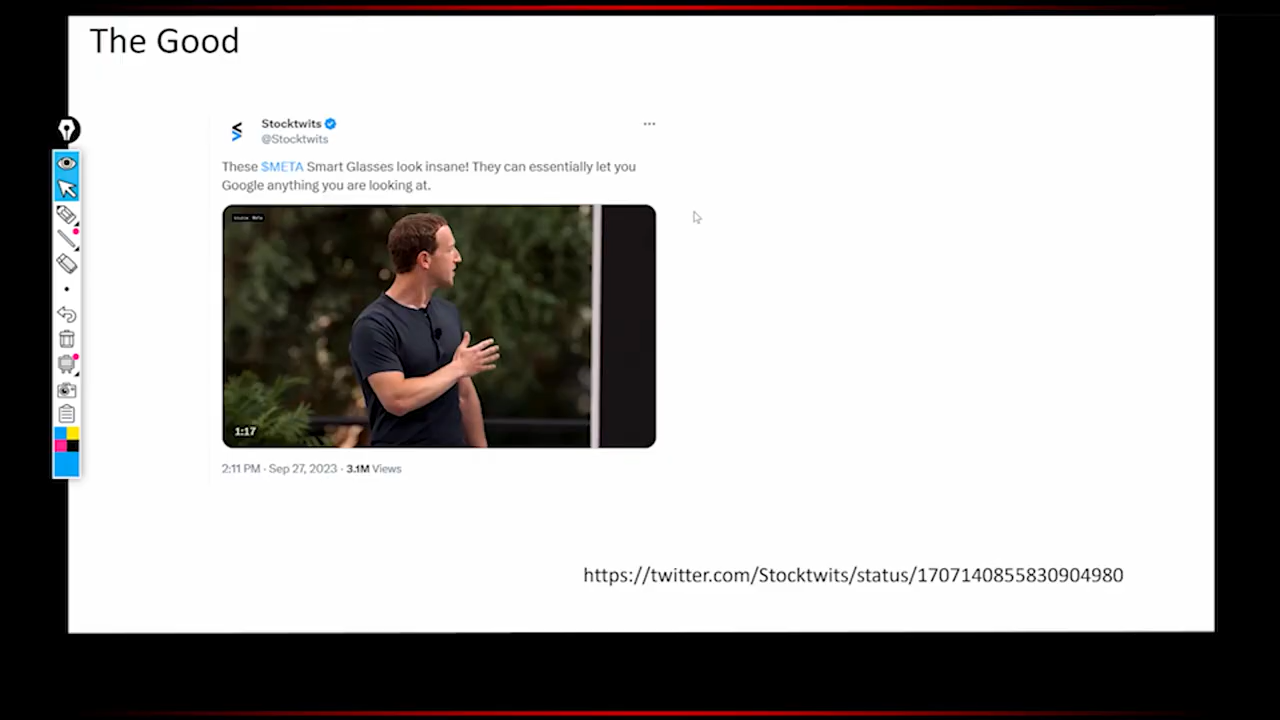 The Good
Stocktwits
@Stocktwits
These $META Smart Glasses look insane! They can essentially let you
Google anything you are looking at.
source: Meta
1:17
2:11 PM · Sep 27, 2023 · 3.1M Views
https://twitter.com/Stocktwits/status/1707140855830904980